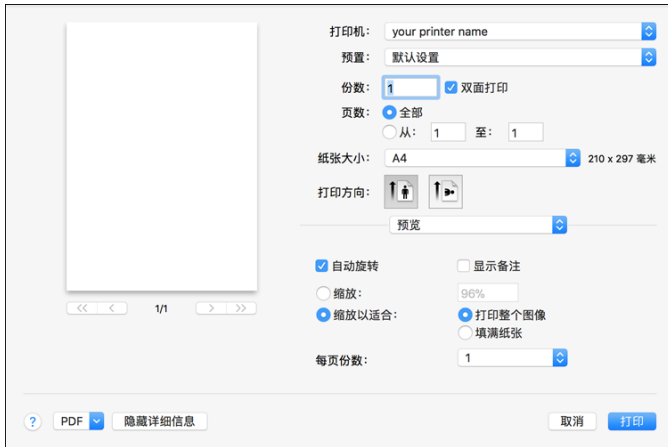 打印机： your printer name
预置： 默认设置
份数： 1 双面打印
页数： 全部
从： 1 至： 1
纸张大小： A4 210 x 297 毫米
打印方向：
预览
自动旋转 显示备注
缩放： 96%
缩放以适合： 打印整个图像
填满纸张
每页份数： 1
<< < 1/1 > >>
? PDF 隐藏详细信息 取消 打印